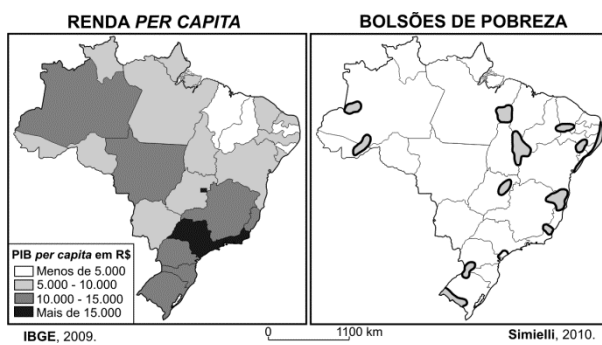 RENDA PER CAPITA
BOLSÕES DE POBREZA
PIB per capita em R$
Menos de 5.000
5.000 - 10.000
10.000 - 15.000
Mais de 15.000
IBGE, 2009.
0 1100 km
Simielli, 2010.